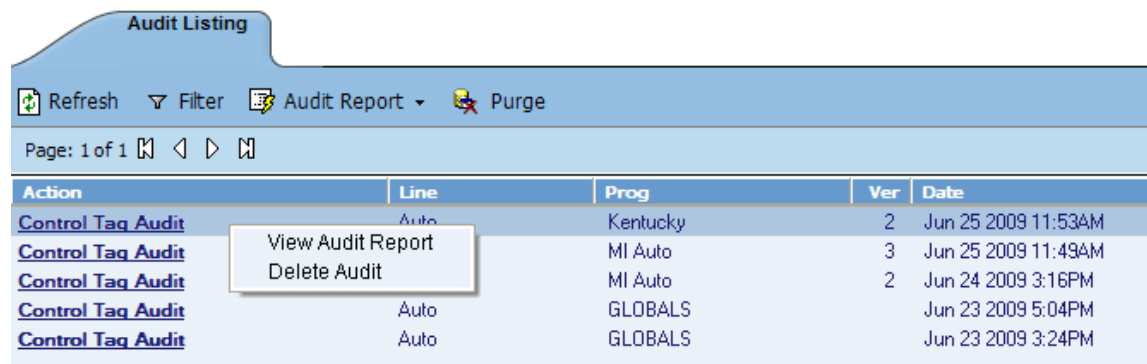 Audit Listing
Refresh Filter Audit Report Purge
Page: 1 of 1
Action Line Prog Ver Date
Control Tag Audit Auto Kentucky 2 Jun 25 2009 11:53AM
View Audit Report
Control Tag Audit MI Auto 3 Jun 25 2009 11:49AM
Delete Audit
Control Tag Audit MI Auto 2 Jun 24 2009 3:16PM
Control Tag Audit Auto GLOBALS Jun 23 2009 5:04PM
Control Tag Audit Auto GLOBALS Jun 23 2009 3:24PM